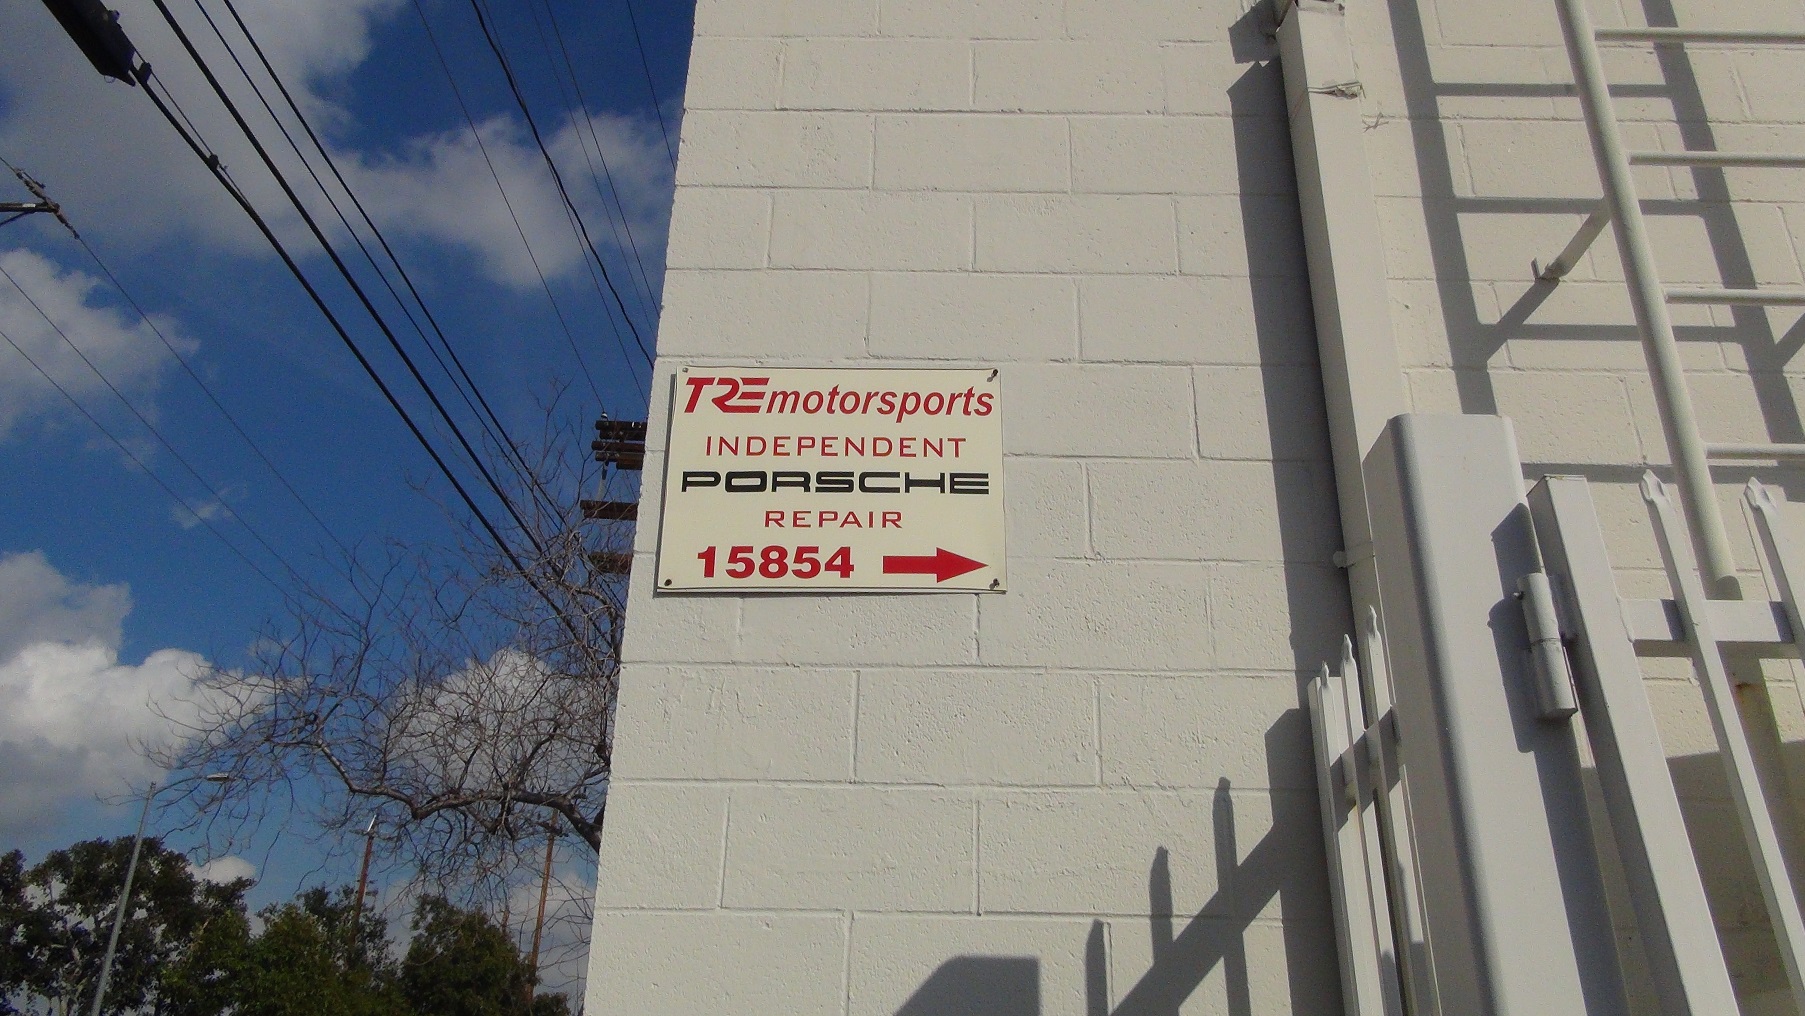 TRE motorsports
INDEPENDENT
PORSCHE
REPAIR
15854